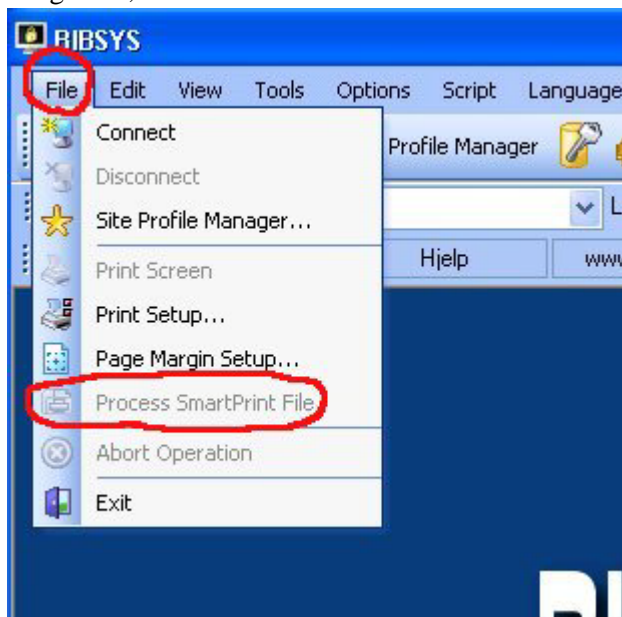 BIBSYS
File Edit View Tools Options Script Language
Connect
Profile Manager
Disconnect
Site Profile Manager...
Print Screen
Hjelp
Print Setup...
Page Margin Setup...
Process SmartPrint File
Abort Operation
Exit